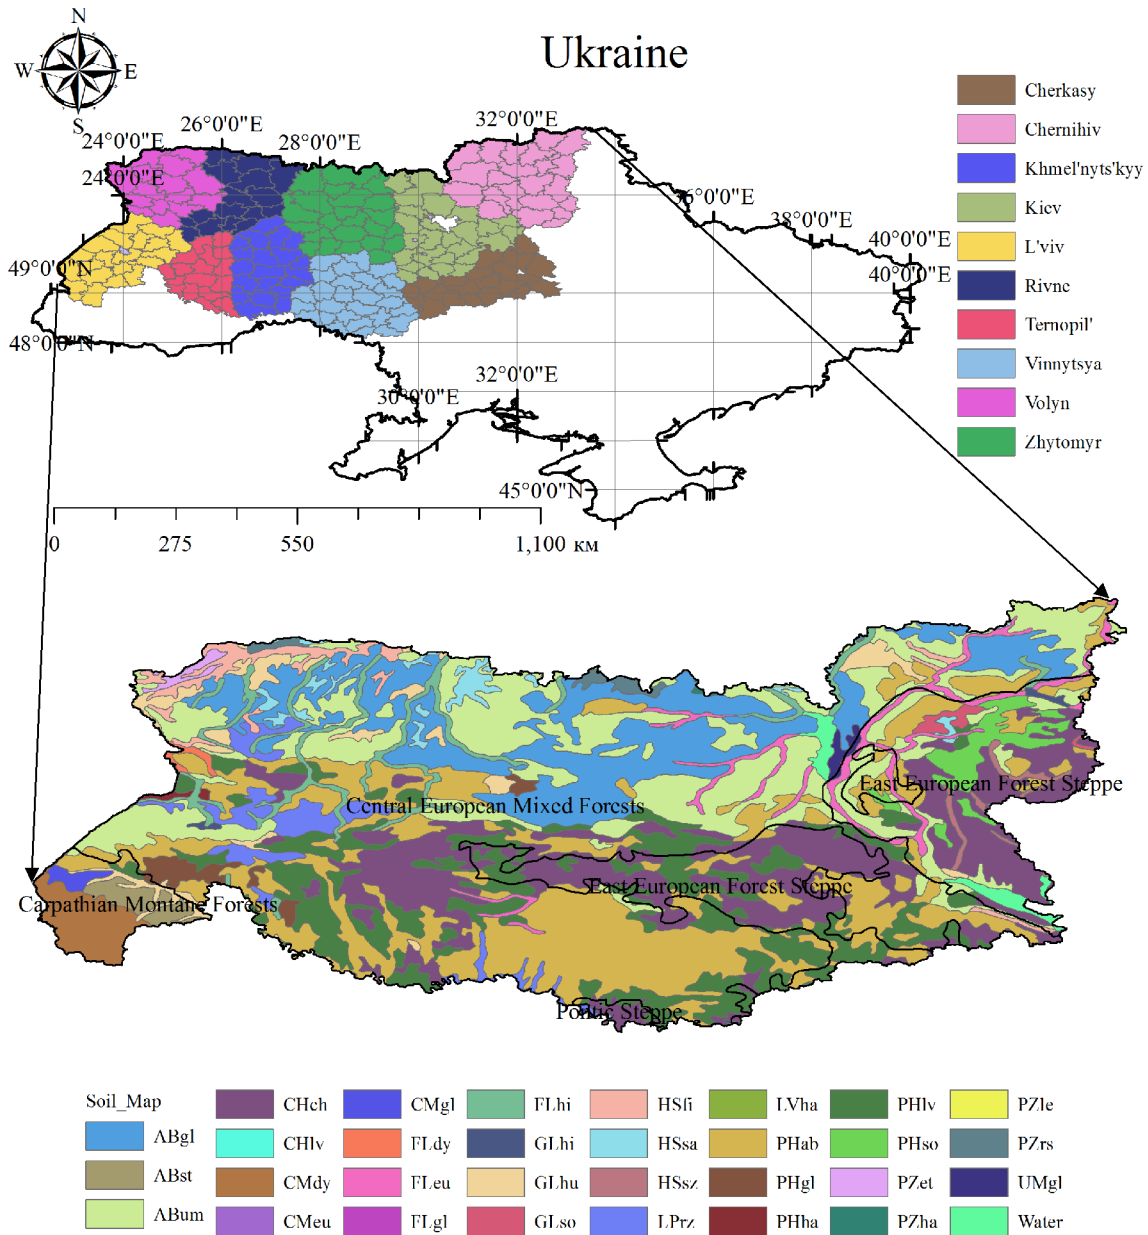 N
Ukraine
W
E
S
24°0'0"E
26°0'0"E
28°0'0"E
32°0'0"E
24°0'0"E
36°0'0"E
38°0'0"E
40°0'0"E
40°0'0"E
49°0'0"N
48°0'0"N
30°0'0"E
32°0'0"E
45°0'0"N
0
275
550
1,100 км
Cherkasy
Chernihiv
Khmel'nyts'kyy
Kiev
L'viv
Rivne
Ternopil'
Vinnytsya
Volyn
Zhytomyr
East European Forest Steppe
Central European Mixed Forests
East European Forest Steppe
Carpathian Montane Forests
Pontic Steppe
Soil_Map
ABgl
ABst
ABum
CHch
CHlv
CMdy
CMeu
CMgl
FLdy
FLeu
FLgl
FLhi
GLhi
GLhu
GLso
HSfi
HSsa
HSsz
LPrz
LVha
PHab
PHgl
PHha
PHlv
PHso
PZet
PZha
PZle
PZrs
UMgl
Water